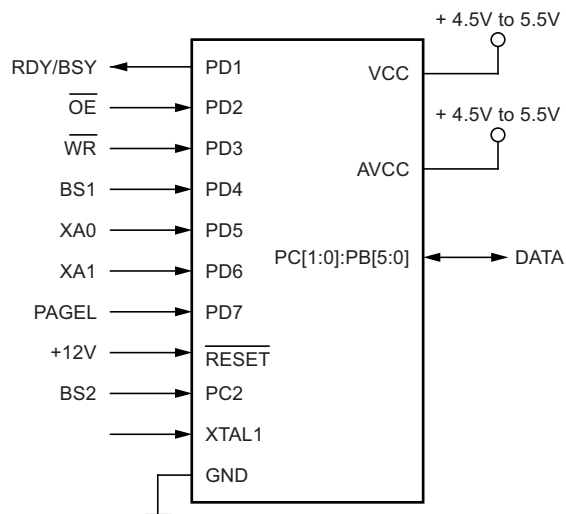 + 4.5V to 5.5V
RDY/BSY PD1 VCC
OE PD2
+ 4.5V to 5.5V
WR PD3
BS1 PD4 AVCC
XA0 PD5
PC[1:0]:PB[5:0] DATA
XA1 PD6
PAGEL PD7
+12V RESET
BS2 PC2
XTAL1
GND